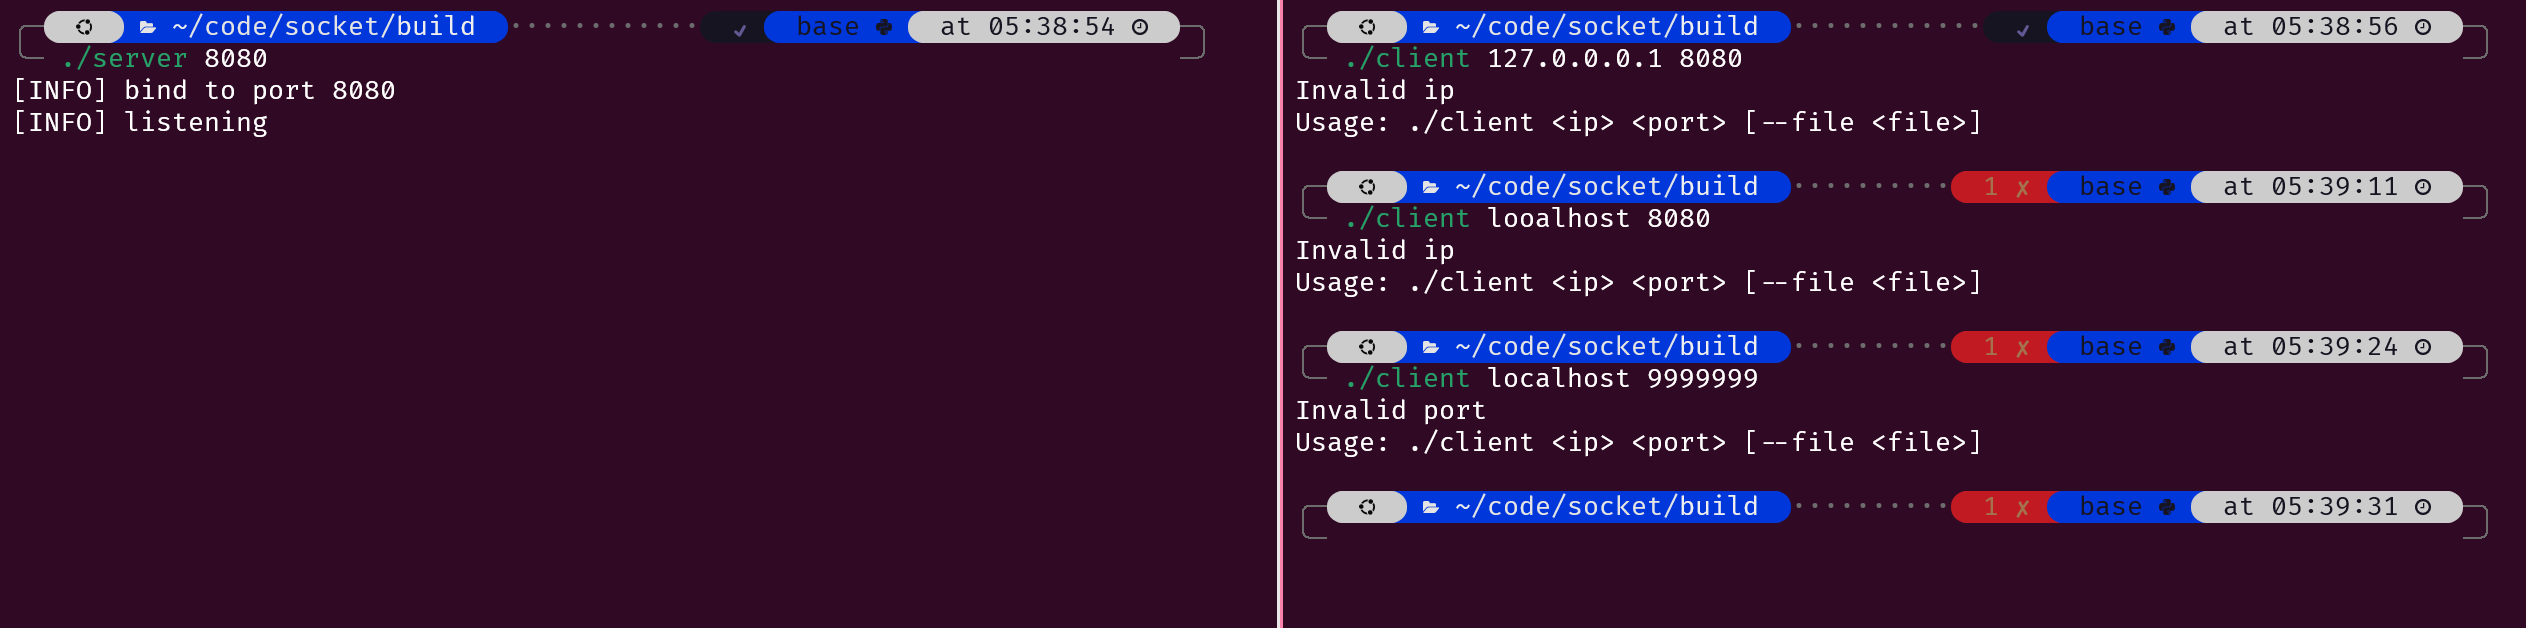 ~/code/socket/build ✓ base at 05:38:54
./server 8080
[INFO] bind to port 8080
[INFO] listening
~/code/socket/build ✓ base at 05:38:56
./client 127.0.0.0.1 8080
Invalid ip
Usage: ./client <ip> <port> [--file <file>]
~/code/socket/build 1 ✗ base at 05:39:11
./client looalhost 8080
Invalid ip
Usage: ./client <ip> <port> [--file <file>]
~/code/socket/build 1 ✗ base at 05:39:24
./client localhost 9999999
Invalid port
Usage: ./client <ip> <port> [--file <file>]
~/code/socket/build 1 ✗ base at 05:39:31